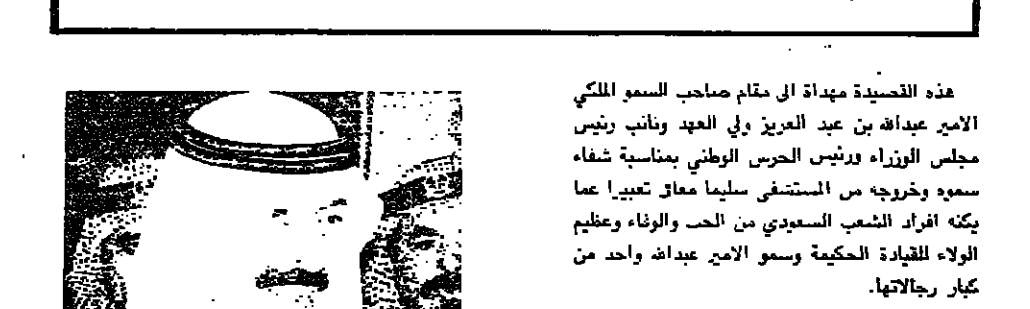 هذه القصيدة مهداة الى مقام صاحب السمو الملكي
الامير عبدالله بن عبد العزيز ولي العهد ونائب رئيس
مجلس الوزراء ورئيس الحرس الوطني بمناسبة شفاء
سموه وخروجه من المستشفى سليما معافى تعبيرا عما
يكنه افراد الشعب السعودي من الحب والوفاء وعظيم
الولاء للقيادة الحكيمة وسمو الامير عبدالله واحد من
كبار رجالاتها.